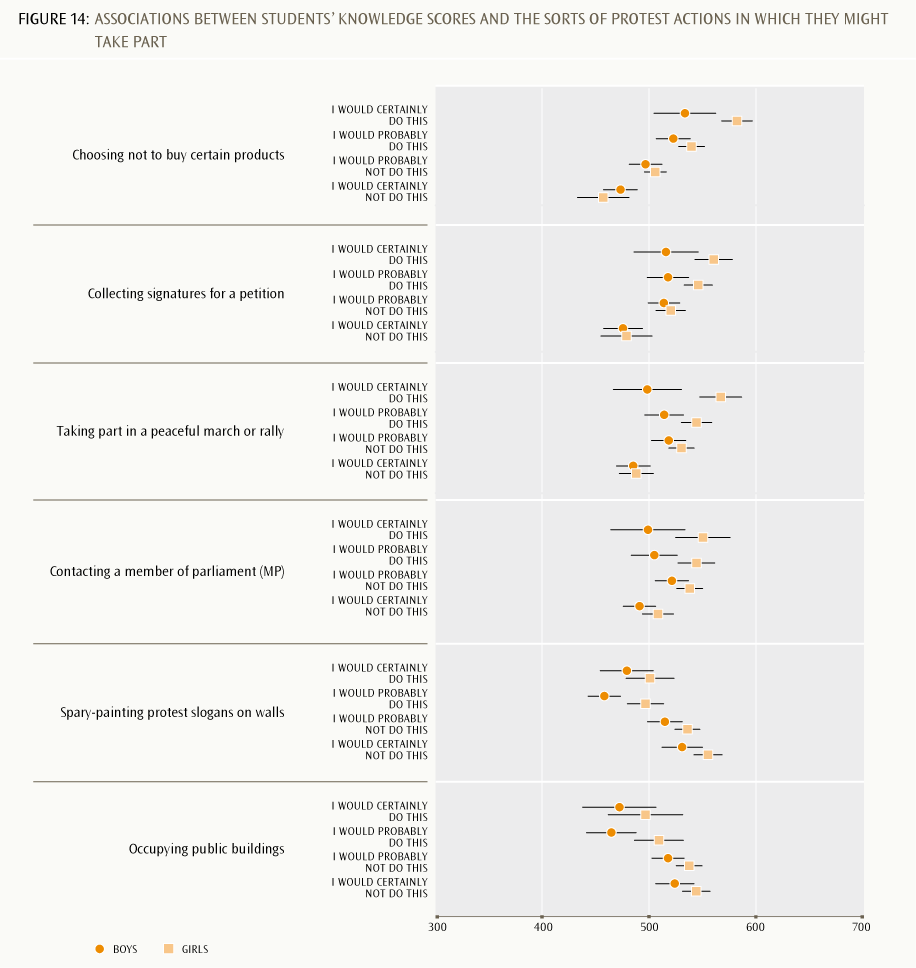 FIGURE 14: ASSOCIATIONS BETWEEN STUDENTS’ KNOWLEDGE SCORES AND THE SORTS OF PROTEST ACTIONS IN WHICH THEY MIGHT
TAKE PART
Choosing not to buy certain products
I WOULD CERTAINLY
DO THIS
I WOULD PROBABLY
DO THIS
I WOULD PROBABLY
NOT DO THIS
I WOULD CERTAINLY
NOT DO THIS
Collecting signatures for a petition
I WOULD CERTAINLY
DO THIS
I WOULD PROBABLY
DO THIS
I WOULD PROBABLY
NOT DO THIS
I WOULD CERTAINLY
NOT DO THIS
Taking part in a peaceful march or rally
I WOULD CERTAINLY
DO THIS
I WOULD PROBABLY
DO THIS
I WOULD PROBABLY
NOT DO THIS
I WOULD CERTAINLY
NOT DO THIS
Contacting a member of parliament (MP)
I WOULD CERTAINLY
DO THIS
I WOULD PROBABLY
DO THIS
I WOULD PROBABLY
NOT DO THIS
I WOULD CERTAINLY
NOT DO THIS
Spary-painting protest slogans on walls
I WOULD CERTAINLY
DO THIS
I WOULD PROBABLY
DO THIS
I WOULD PROBABLY
NOT DO THIS
I WOULD CERTAINLY
NOT DO THIS
Occupying public buildings
I WOULD CERTAINLY
DO THIS
I WOULD PROBABLY
DO THIS
I WOULD PROBABLY
NOT DO THIS
I WOULD CERTAINLY
NOT DO THIS
300 400 500 600 700
BOYS GIRLS